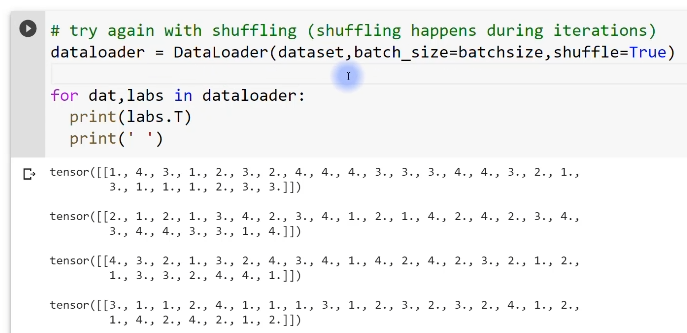 # try again with shuffling (shuffling happens during iterations)
dataloader = DataLoader(dataset,batch_size=batchsize,shuffle=True)
for dat,labs in dataloader:
print(labs.T)
print(' ')
tensor([[1., 4., 3., 1., 2., 3., 2., 4., 4., 4., 3., 3., 3., 4., 4., 3., 2., 1.,
3., 1., 1., 1., 2., 3., 3.]])
tensor([[2., 1., 2., 1., 3., 4., 2., 3., 4., 1., 2., 1., 4., 2., 4., 2., 3., 4.,
3., 4., 4., 3., 3., 1., 4.]])
tensor([[4., 3., 2., 1., 3., 2., 4., 3., 4., 1., 4., 2., 4., 2., 3., 2., 1., 2.,
1., 3., 3., 2., 4., 4., 1.]])
tensor([[3., 1., 1., 2., 4., 1., 1., 1., 3., 1., 2., 3., 2., 3., 2., 4., 1., 2.,
1., 4., 2., 4., 2., 1., 2.]])